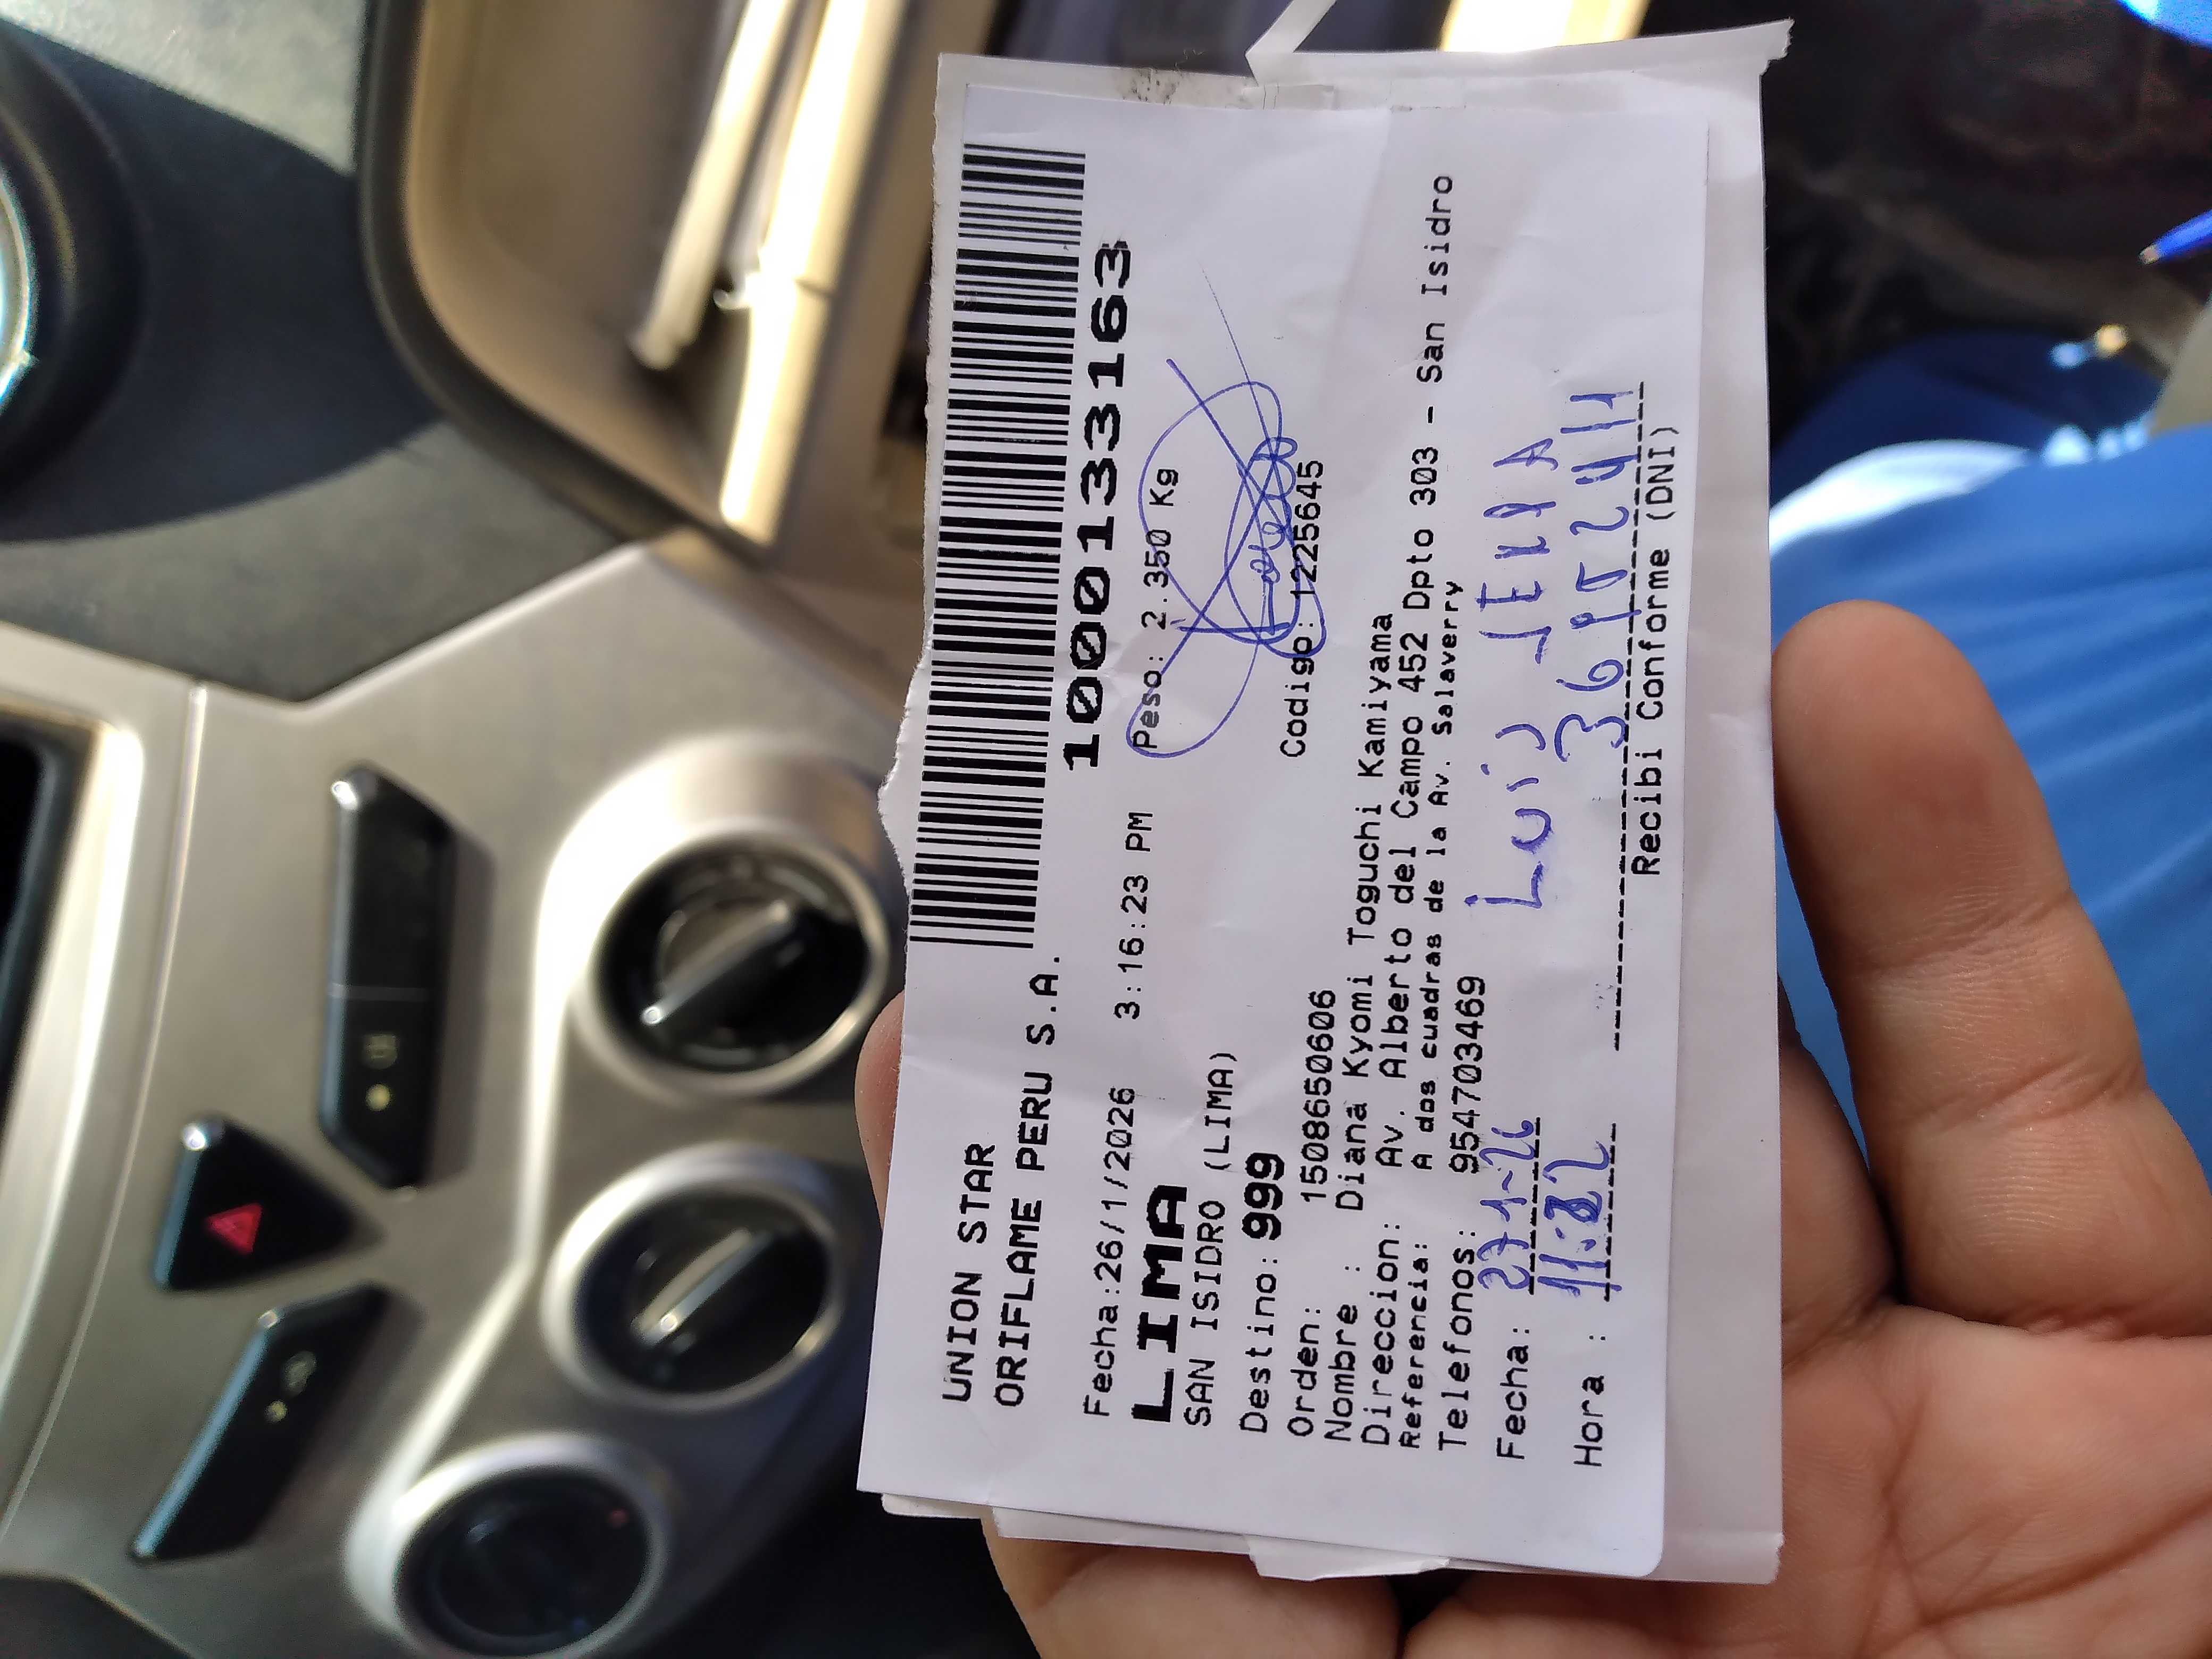 UNION STAR
ORIFLAME PERU S.A.
1000133163
Fecha:26/1/2026 3:16:23 PM Peso: 2.350 Kg
LIMA
SAN ISIDRO (LIMA)
Destino: 999
Codigo: 1225645
Orden: 150865060​6
Nombre : Diana Kyomi Toguchi Kamiyama
Direccion: Av. Alberto del Campo 452 Dpto 303 - San Isidro
Referencia: A dos cuadras de la Av. Salaverry
Telefonos: 954703469
Fecha: 27-1-26 Luis
Hora : 11:
Recibi Conforme (DNI)